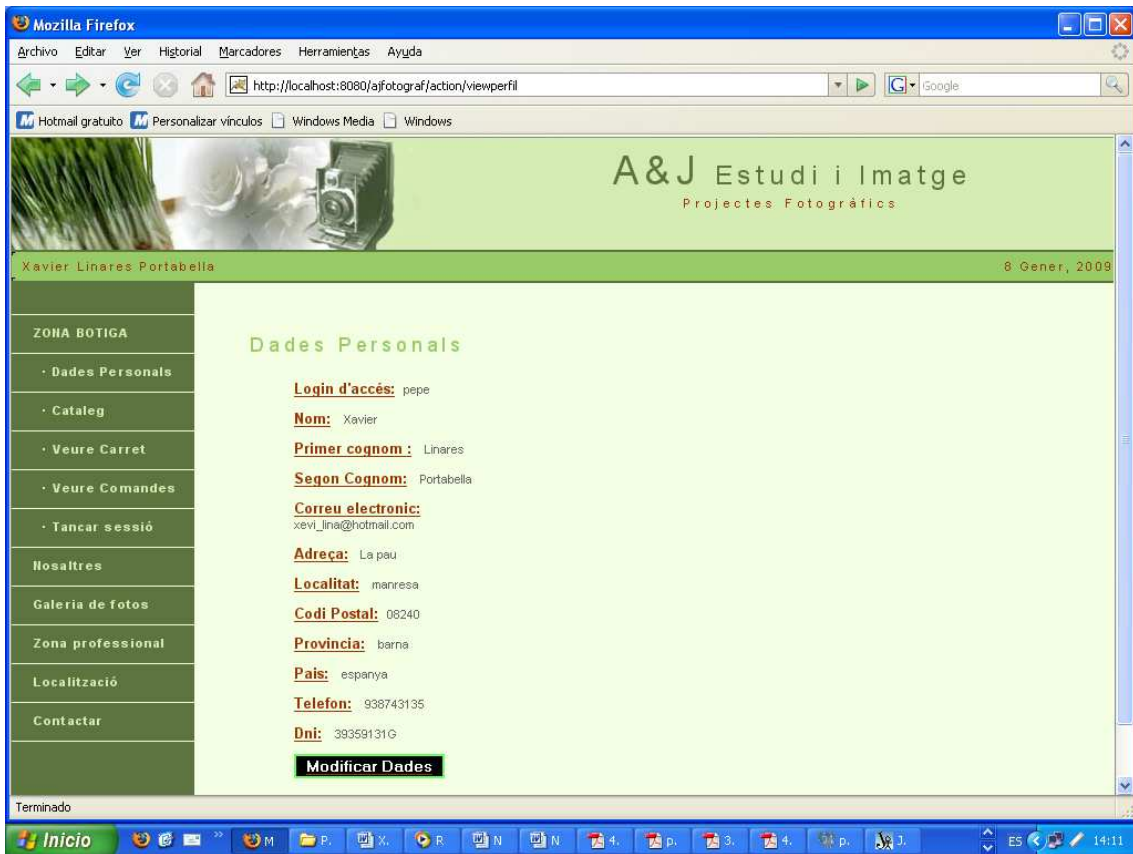 Mozilla Firefox
Archivo Editar Ver Historial Marcadores Herramientas Ayuda
http://localhost:8080/ajfotograf/action/viewperfil
G Google
Hotmail gratuito Personalizar vínculos Windows Media Windows
A&J Estudi i Imatge
Projectes Fotogràfics
Xavier Linares Portabella 8 Gener, 2009
ZONA BOTIGA
· Dades Personals
· Cataleg
· Veure Carret
· Veure Comandes
· Tancar sessió
Nosaltres
Galeria de fotos
Zona professional
Localització
Contactar
Dades Personals
Login d'accés: pepe
Nom: Xavier
Primer cognom : Linares
Segon Cognom: Portabella
Correu electronic:
xevi_lina@hotmail.com
Adreça: La pau
Localitat: manresa
Codi Postal: 08240
Provincia: barna
Pais: espanya
Telefon: 938743135
Dni: 39359131G
Modificar Dades
Terminado
Inicio » M P. X. R N N 4. p. 3. 4. p. J. ES 14:11